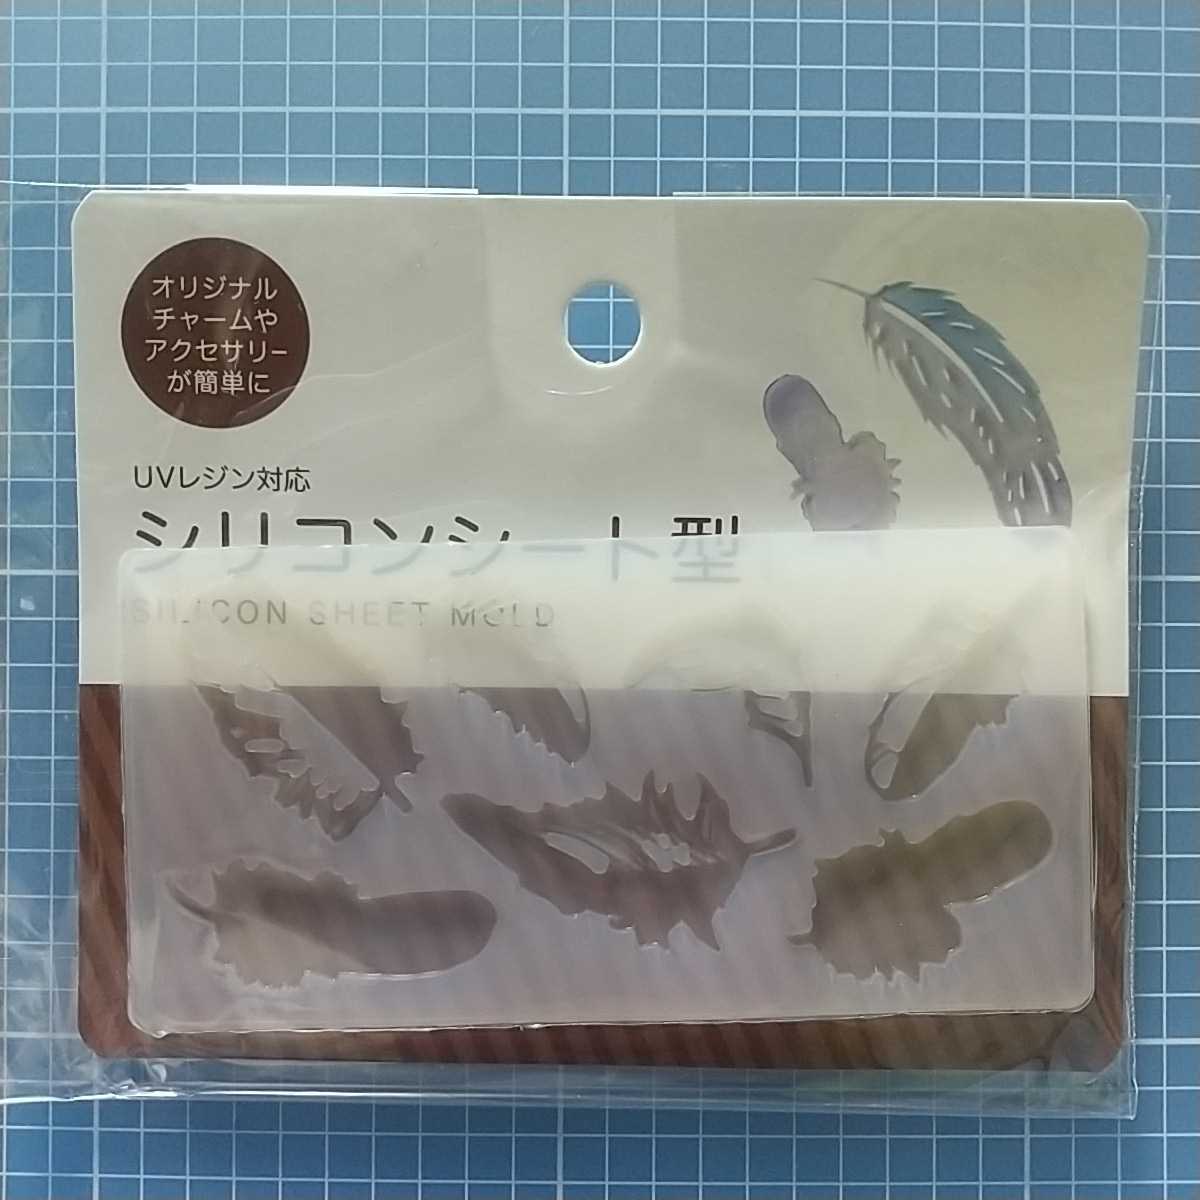 オリジナル
チャームや
アクセサリー
が簡単に
UVレジン対応
シリコンシート型
SILICON SHEET MOLD